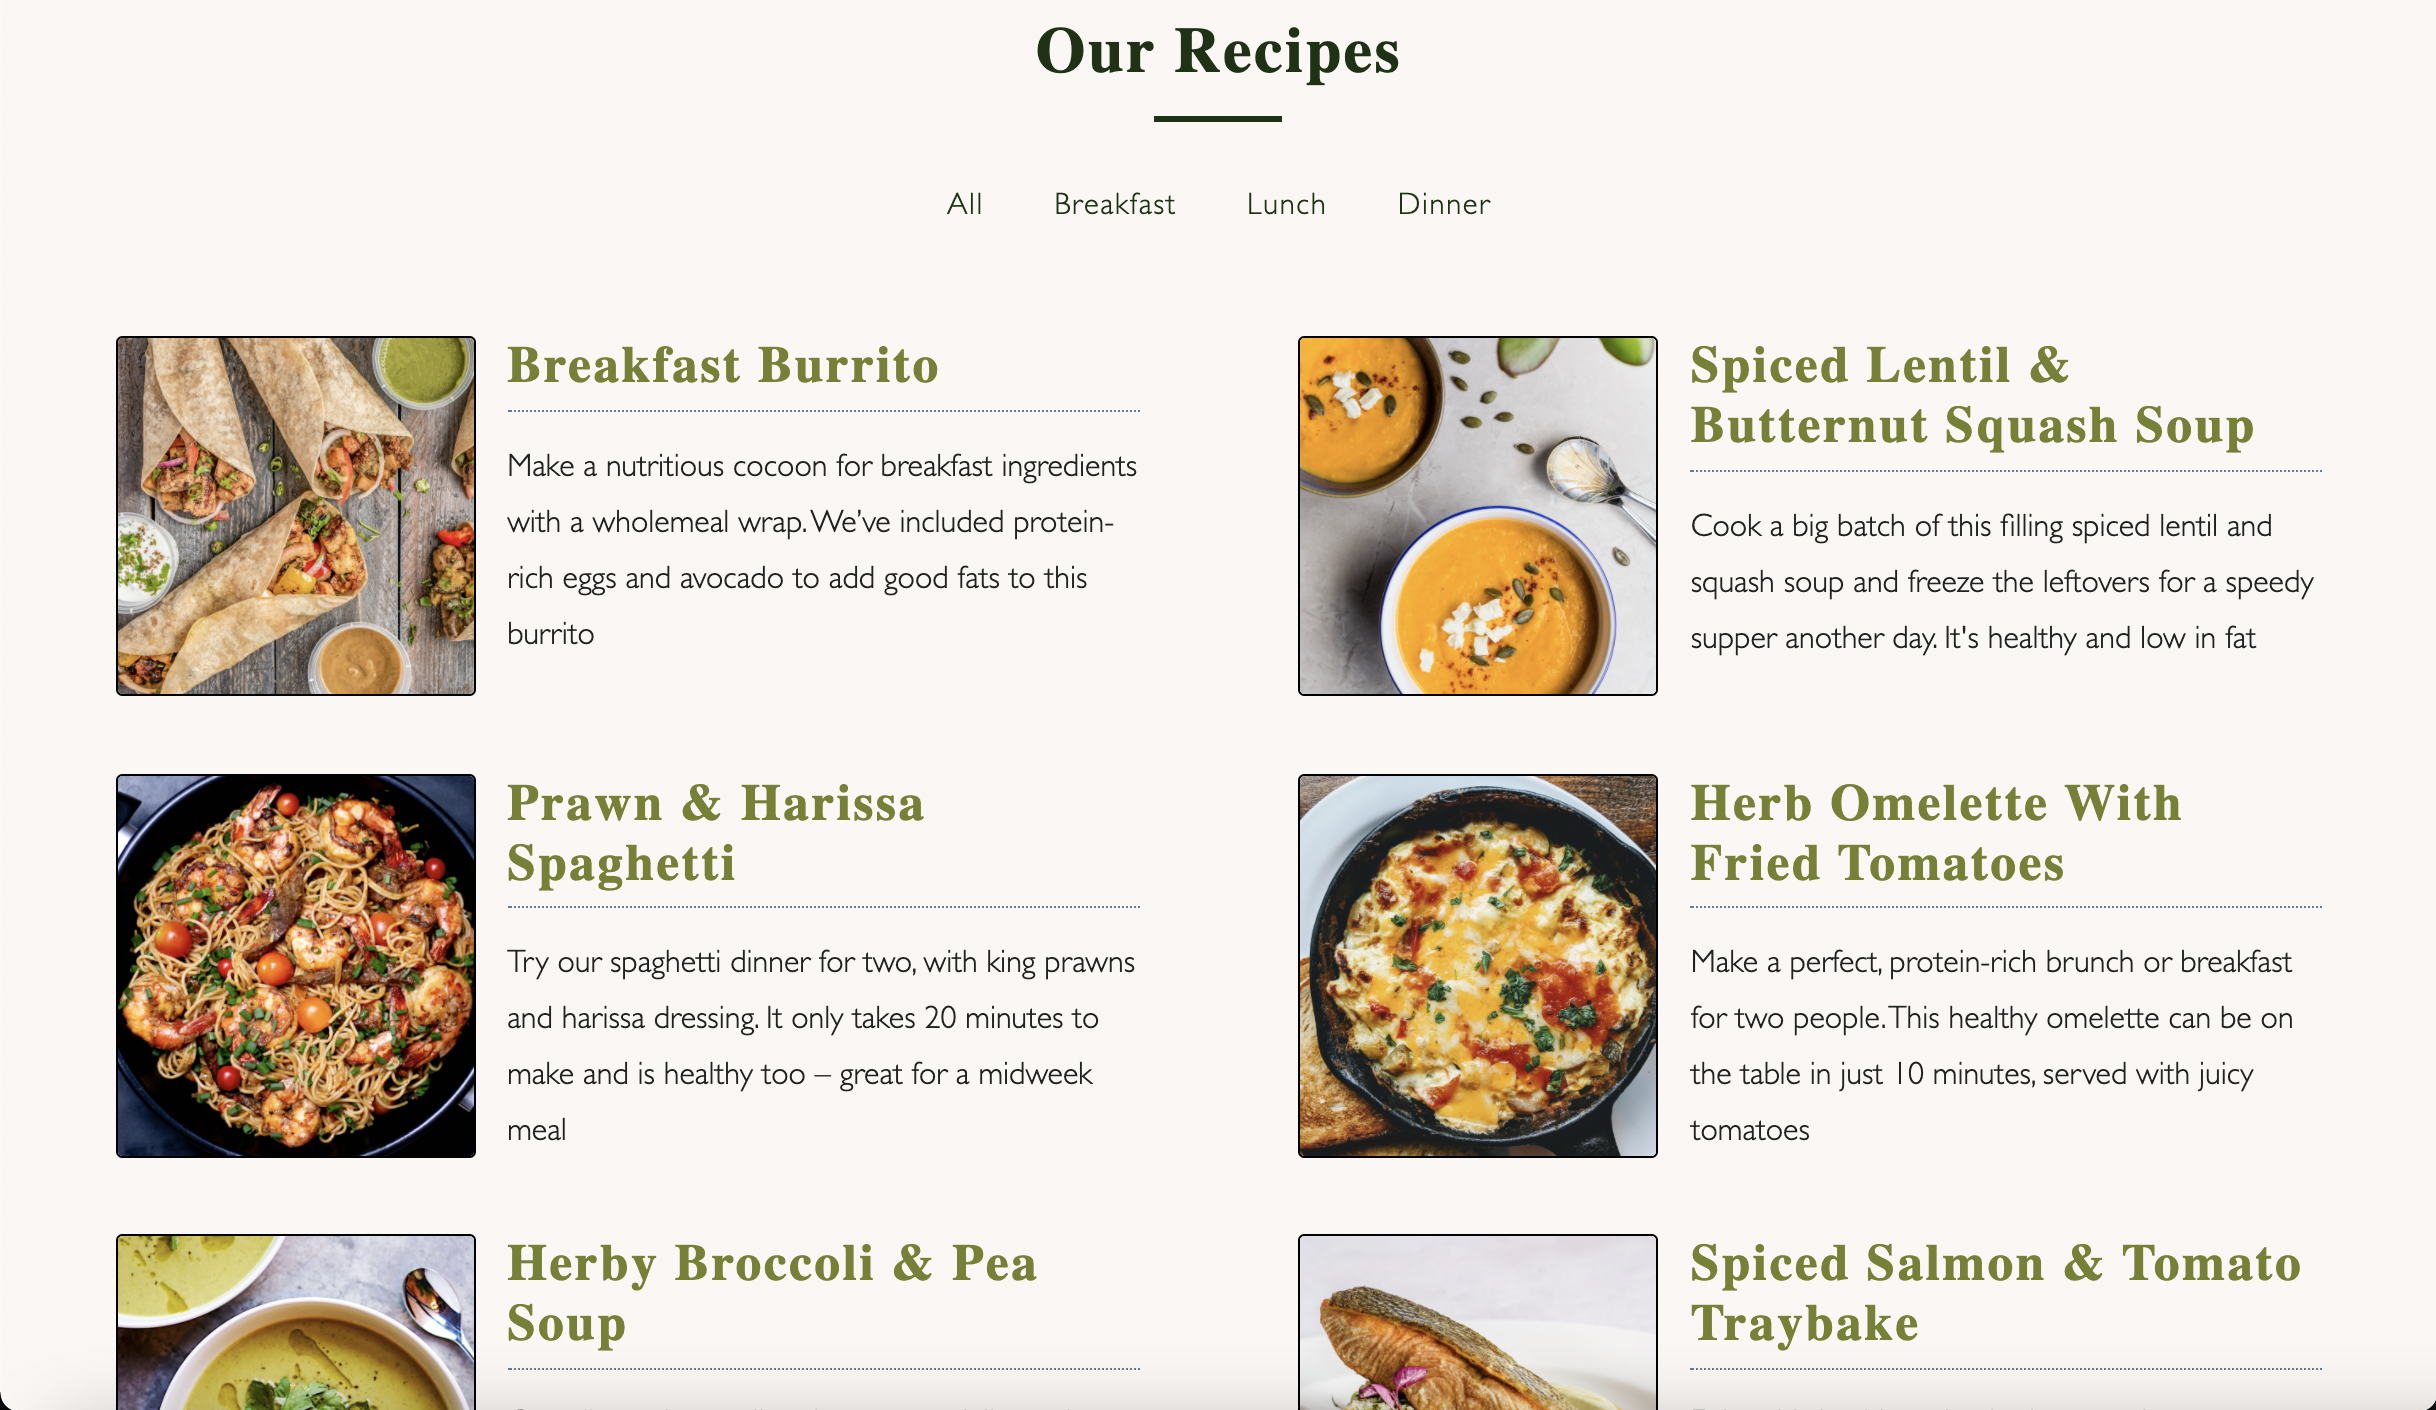 Our Recipes
All Breakfast Lunch Dinner
Breakfast Burrito
Make a nutritious cocoon for breakfast ingredients
with a wholemeal wrap. We’ve included protein-
rich eggs and avocado to add good fats to this
burrito
Spiced Lentil &
Butternut Squash Soup
Cook a big batch of this filling spiced lentil and
squash soup and freeze the leftovers for a speedy
supper another day. It's healthy and low in fat
Prawn & Harissa
Spaghetti
Try our spaghetti dinner for two, with king prawns
and harissa dressing. It only takes 20 minutes to
make and is healthy too – great for a midweek
meal
Herb Omelette With
Fried Tomatoes
Make a perfect, protein-rich brunch or breakfast
for two people. This healthy omelette can be on
the table in just 10 minutes, served with juicy
tomatoes
Herby Broccoli & Pea
Soup
Spiced Salmon & Tomato
Traybake